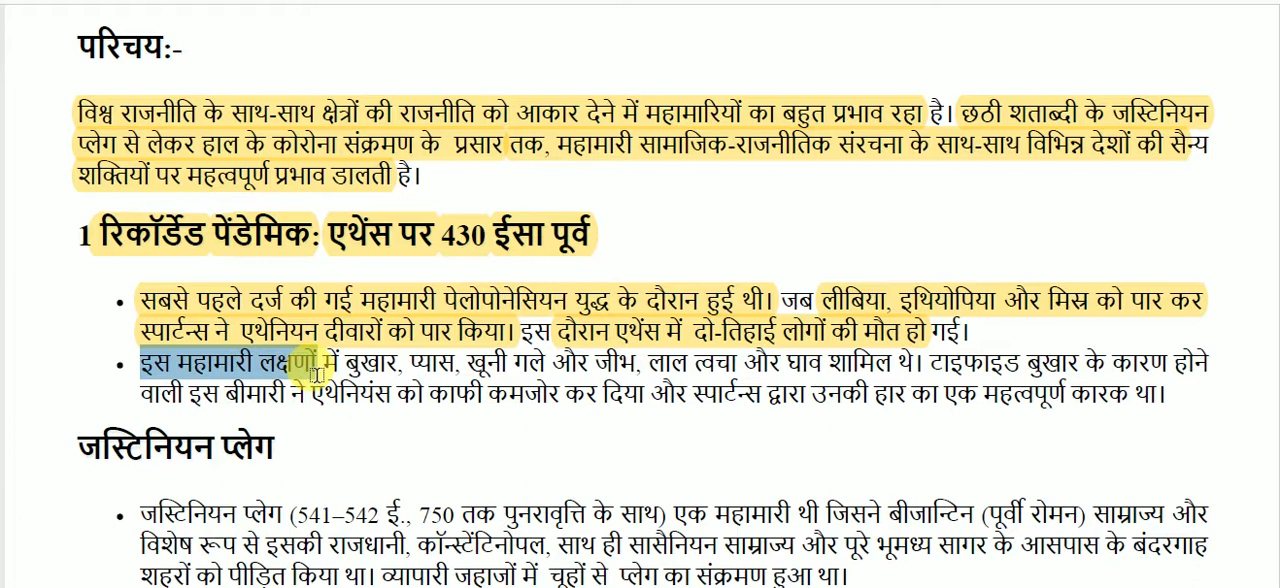 परिचय:-
विश्व राजनीति के साथ-साथ क्षेत्रों की राजनीति को आकार देने में महामारियों का बहुत प्रभाव रहा है। छठी शताब्दी के जस्टिनियन
प्लेग से लेकर हाल के कोरोना संक्रमण के प्रसार तक, महामारी सामाजिक-राजनीतिक संरचना के साथ-साथ विभिन्न देशों की सैन्य
शक्तियों पर महत्वपूर्ण प्रभाव डालती है।
1 रिकॉर्डेड पेंडेमिक: एथेंस पर 430 ईसा पूर्व
• सबसे पहले दर्ज की गई महामारी पेलोपोनेसियन युद्ध के दौरान हुई थी। जब लीबिया, इथियोपिया और मिस्र को पार कर
स्पार्टन्स ने एथेनियन दीवारों को पार किया। इस दौरान एथेंस में दो-तिहाई लोगों की मौत हो गई।
• इस महामारी लक्षणों में बुखार, प्यास, खूनी गले और जीभ, लाल त्वचा और घाव शामिल थे। टाइफाइड बुखार के कारण होने
वाली इस बीमारी ने एथेनियंस को काफी कमजोर कर दिया और स्पार्टन्स द्वारा उनकी हार का एक महत्वपूर्ण कारक था।
जस्टिनियन प्लेग
• जस्टिनियन प्लेग (541–542 ई., 750 तक पुनरावृत्ति के साथ) एक महामारी थी जिसने बीजान्टिन (पूर्वी रोमन) साम्राज्य और
विशेष रूप से इसकी राजधानी, कॉन्स्टेंटिनोपल, साथ ही सासैनियन साम्राज्य और पूरे भूमध्य सागर के आसपास के बंदरगाह
शहरों को पीड़ित किया था। व्यापारी जहाजों में चूहों से प्लेग का संक्रमण हुआ था।